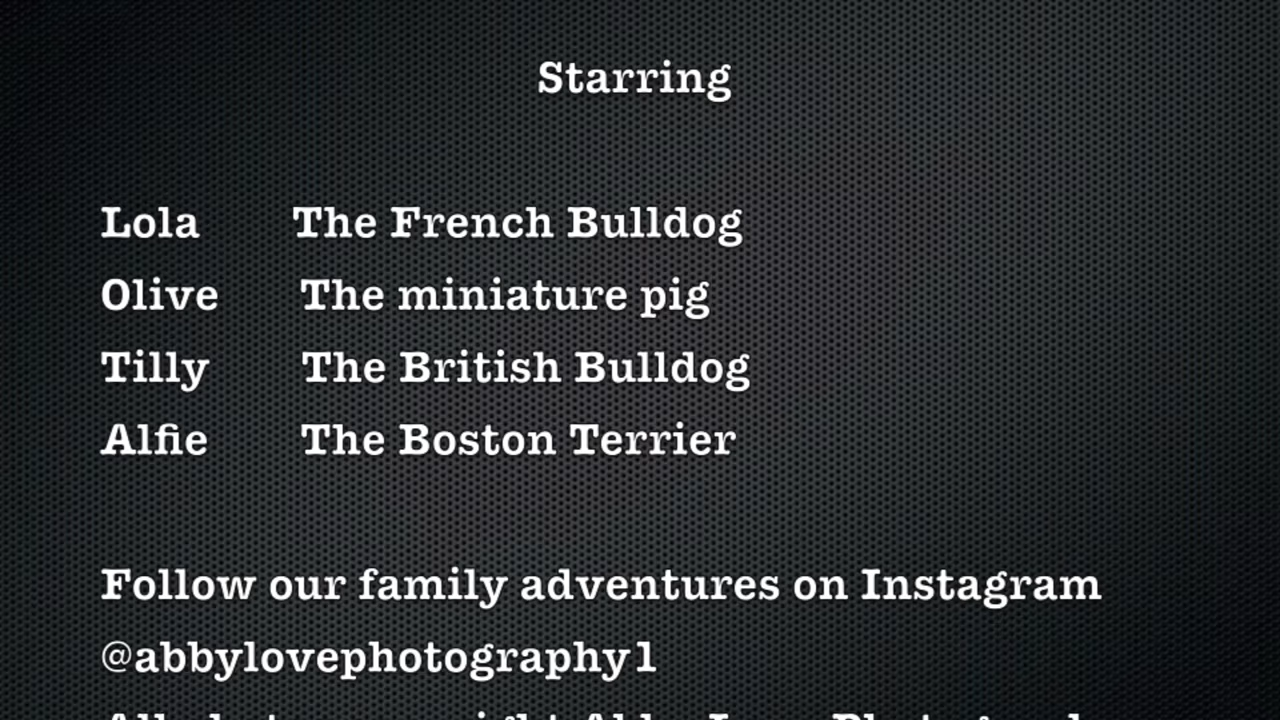 Starring
Lola The French Bulldog
Olive The miniature pig
Tilly The British Bulldog
Alfie The Boston Terrier
Follow our family adventures on Instagram
@abbylovephotography1